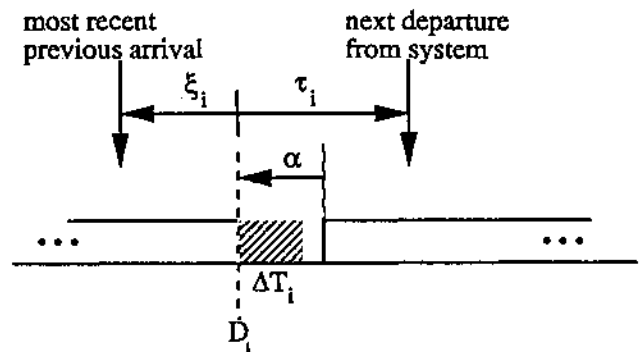 most recent
previous arrival
next departure
from system
ξi
τi
α
•••
•••
ΔTi
Di